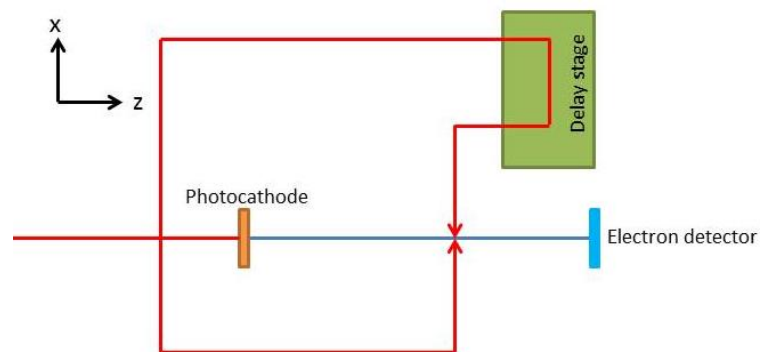 x
z
Delay stage
Photocathode
Electron detector